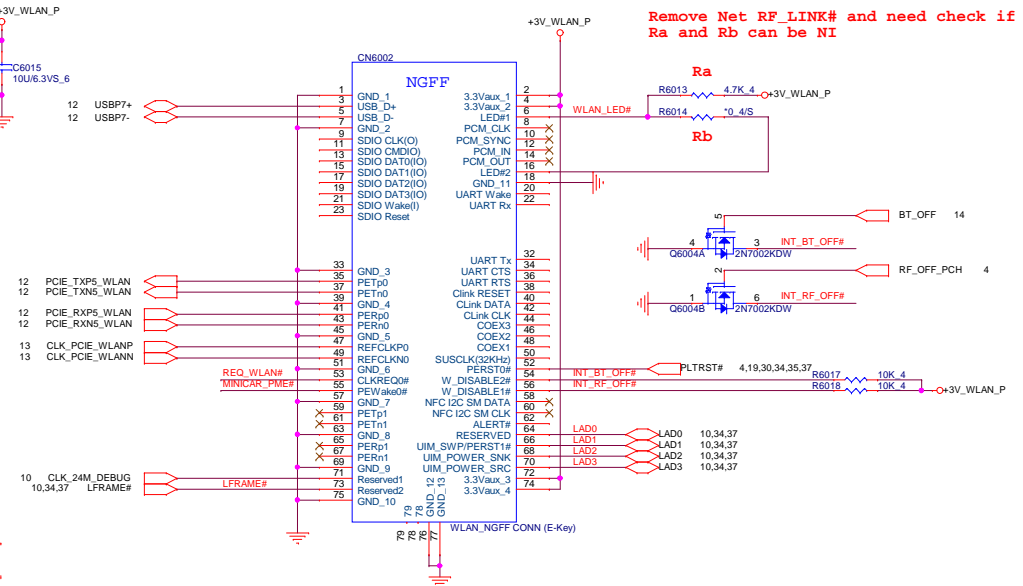 +3V_WLAN_P
C6015
10U/6.3VS_6
Remove Net RF_LINK# and need check if
Ra and Rb can be NI
+3V_WLAN_P
CN6002
NGFF
Ra
R6013 4.7K_4 +3V_WLAN_P
WLAN_LED# R6014 *0_4/S
Rb
12 USBP7+
12 USBP7-
1 GND_1
3 USB_D+
5 USB_D-
7 GND_2
9 SDIO CLK(O)
11 SDIO CMDIO)
13 SDIO DAT0(IO)
15 SDIO DAT1(IO)
17 SDIO DAT2(IO)
19 SDIO DAT3(IO)
21 SDIO Wake(I)
23 SDIO Reset
3.3Vaux_1 2
3.3Vaux_2 4
LED#1 6
PCM_CLK 8
PCM_SYNC 10
PCM_IN 12
PCM_OUT 14
LED#2 16
GND_11 18
UART Wake 20
UART Rx 22
5 BT_OFF 14
4 3 INT_BT_OFF#
Q6004A 2N7002KDW
2 RF_OFF_PCH 4
1 6 INT_RF_OFF#
Q6004B 2N7002KDW
12 PCIE_TXP5_WLAN
12 PCIE_TXN5_WLAN
12 PCIE_RXP5_WLAN
12 PCIE_RXN5_WLAN
13 CLK_PCIE_WLANP
13 CLK_PCIE_WLANN
REQ_WLAN#
MINICAR_PME#
10 CLK_24M_DEBUG
10,34,37 LFRAME# LFRAME#
33 GND_3
35 PETp0
37 PETn0
39 GND_4
41 PERp0
43 PERn0
45 GND_5
47 REFCLKP0
49 REFCLKN0
51 GND_6
53 CLKREQ0#
55 PEWake0#
57 GND_7
59 PETp1
61 PETn1
63 GND_8
65 PERp1
67 PERn1
69 GND_9
71 Reserved1
73 Reserved2
75 GND_10
UART Tx 32
UART CTS 34
UART RTS 36
Clink RESET 38
CLink DATA 40
CLink CLK 42
COEX3 44
COEX2 46
COEX1 48
SUSCLK(32KHz) 50
PERST0# 52
W_DISABLE2# 54
W_DISABLE1# 56
NFC I2C SM DATA 58
NFC I2C SM CLK 60
ALERT# 62
RESERVED 64
UIM_SWP/PERST1# 66
UIM_POWER_SNK 68
UIM_POWER_SRC 70
3.3Vaux_3 72
3.3Vaux_4 74
PLTRST# 4,19,30,34,35,37
INT_BT_OFF# R6017 10K_4
INT_RF_OFF# R6018 10K_4 +3V_WLAN_P
LAD0 LAD0 10,34,37
LAD1 LAD1 10,34,37
LAD2 LAD2 10,34,37
LAD3 LAD3 10,34,37
79 78 GND_12 GND_13
79 78 76 77
WLAN_NGFF CONN (E-Key)